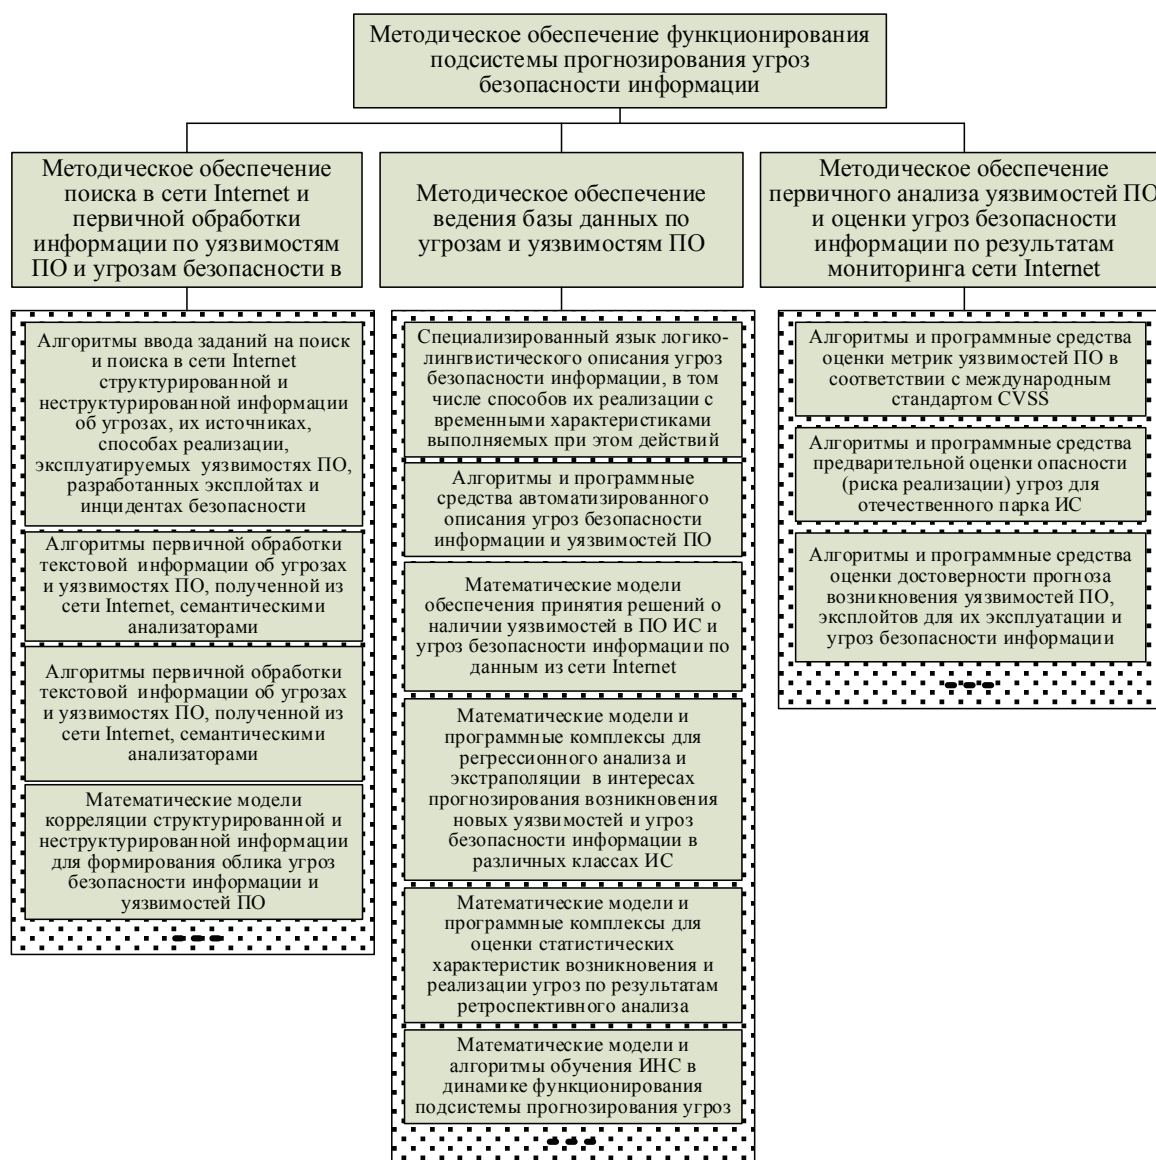 Методическое обеспечение функционирования
подсистемы прогнозирования угроз
безопасности информации
Методическое обеспечение
поиска в сети Internet и
первичной обработки
информации по уязвимостям
ПО и угрозам безопасности в
Методическое обеспечение
ведения базы данных по
угрозам и уязвимостям ПО
Методическое обеспечение
первичного анализа уязвимостей ПО
и оценки угроз безопасности
информации по результатам
мониторинга сети Internet
Алгоритмы ввода заданий на поиск
и поиска в сети Internet
структурированной и
неструктурированной информации
об угрозах, их источниках,
способах реализации,
эксплуатируемых уязвимостях ПО,
разработанных эксплойтах и
инцидентах безопасности
Алгоритмы первичной обработки
текстовой информации об угрозах
и уязвимостях ПО, полученной из
сети Internet, семантическими
анализаторами
Алгоритмы первичной обработки
текстовой информации об угрозах
и уязвимостях ПО, полученной из
сети Internet, семантическими
анализаторами
Математические модели
корреляции структурированной и
неструктурированной информации
для формирования облика угроз
безопасности информации и
уязвимостей ПО
Специализированный язык логико-
лингвистического описания угроз
безопасности информации, в том
числе способов их реализации с
временными характеристиками
выполняемых при этом действий
Алгоритмы и программные
средства автоматизированного
описания угроз безопасности
информации и уязвимостей ПО
Математические модели
обеспечения принятия решений о
наличии уязвимостей в ПО ИС и
угроз безопасности информации по
данным из сети Internet
Математические модели и
программные комплексы для
регрессионного анализа и
экстраполяции в интересах
прогнозирования возникновения
новых уязвимостей и угроз
безопасности информации в
различных классах ИС
Математические модели и
программные комплексы для
оценки статистических
характеристик возникновения и
реализации угроз по результатам
ретроспективного анализа
Математические модели и
алгоритмы обучения ИНС в
динамике функционирования
подсистемы прогнозирования угроз
Алгоритмы и программные средства
оценки метрик уязвимостей ПО в
соответствии с международным
стандартом CVSS
Алгоритмы и программные средства
предварительной оценки опасности
(риска реализации) угроз для
отечественного парка ИС
Алгоритмы и программные средства
оценки достоверности прогноза
возникновения уязвимостей ПО,
эксплойтов для их эксплуатации и
угроз безопасности информации